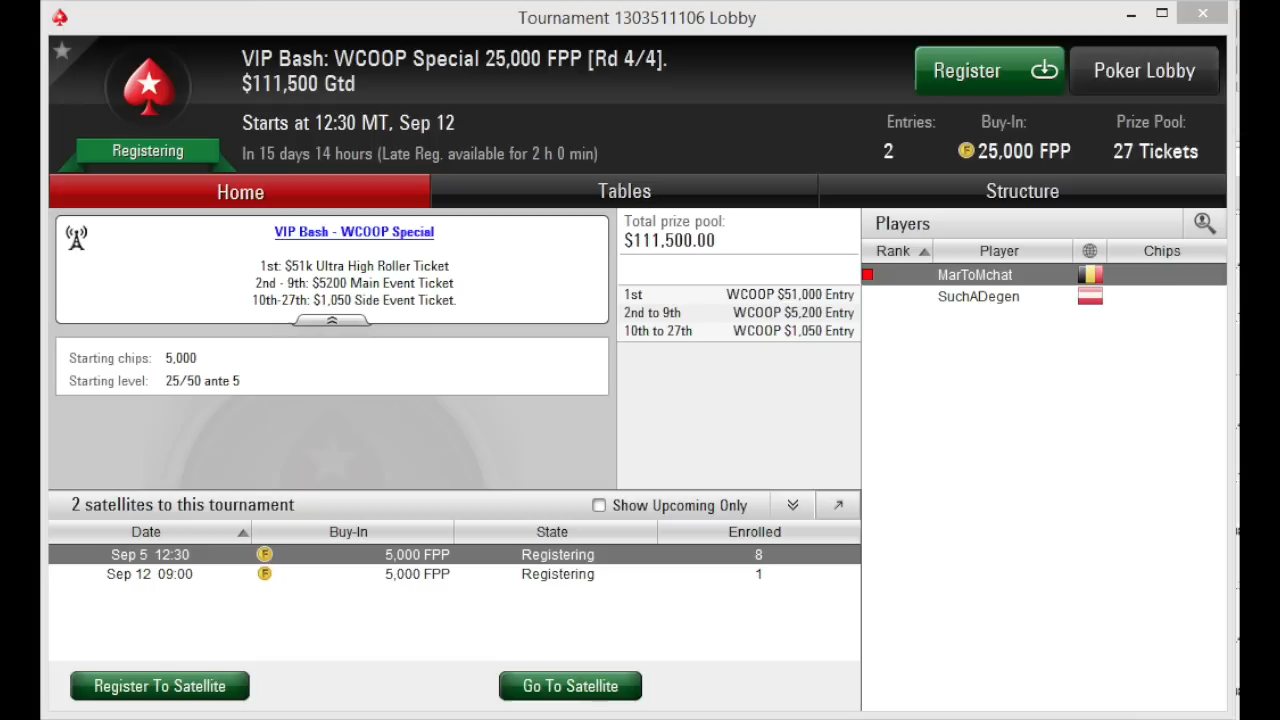 Tournament 1303511106 Lobby
VIP Bash: WCOOP Special 25,000 FPP [Rd 4/4].
$111,500 Gtd
Register
Poker Lobby
Starts at 12:30 MT, Sep 12
Entries: Buy-In: Prize Pool:
Registering
In 15 days 14 hours (Late Reg. available for 2 h 0 min)
2 F 25,000 FPP 27 Tickets
Home Tables Structure
VIP Bash - WCOOP Special
1st: $51k Ultra High Roller Ticket
2nd - 9th: $5200 Main Event Ticket
10th-27th: $1,050 Side Event Ticket.
Starting chips: 5,000
Starting level: 25/50 ante 5
Total prize pool:
$111,500.00
1st WCOOP $51,000 Entry
2nd to 9th WCOOP $5,200 Entry
10th to 27th WCOOP $1,050 Entry
Players
Rank Player Chips
MarToMchat
SuchADegen
2 satellites to this tournament Show Upcoming Only
Date Buy-In State Enrolled
Sep 5 12:30 F 5,000 FPP Registering 8
Sep 12 09:00 F 5,000 FPP Registering 1
Register To Satellite Go To Satellite